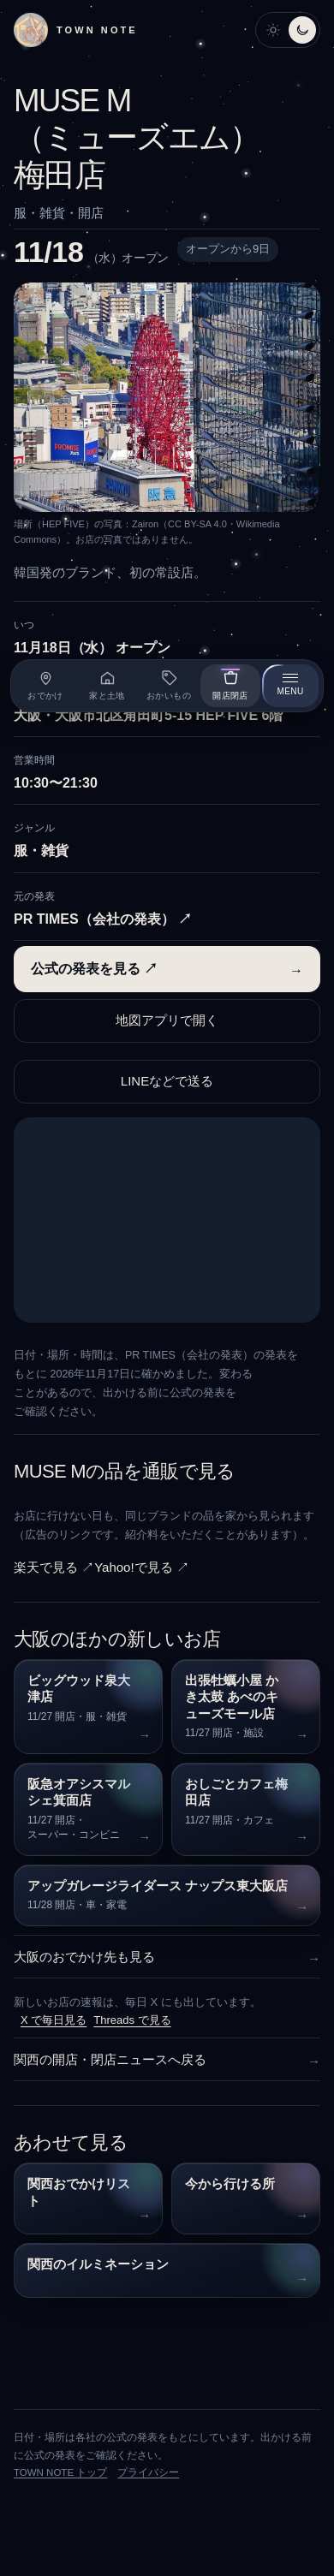 TOWN NOTE
MUSE M
（ミューズエム）
梅田店
服・雑貨・開店
11/18（水）オープン オープンから9日
PROMISE
阪急
場所（HEP FIVE）の写真：Zairon（CC BY-SA 4.0・Wikimedia
Commons）。お店の写真ではありません。
韓国発のブランド、初の常設店。
いつ
11月18日（水） オープン
おでかけ 家と土地 おかいもの 開店閉店 MENU
大阪・大阪市北区角田町5-15 HEP FIVE 6階
営業時間
10:30〜21:30
ジャンル
服・雑貨
元の発表
PR TIMES（会社の発表） ↗
公式の発表を見る ↗ →
地図アプリで開く
LINEなどで送る
日付・場所・時間は、PR TIMES（会社の発表）の発表を
もとに 2026年11月17日に確かめました。変わる
ことがあるので、出かける前に公式の発表を
ご確認ください。
MUSE Mの品を通販で見る
お店に行けない日も、同じブランドの品を家から見られます
（広告のリンクです。紹介料をいただくことがあります）。
楽天で見る ↗Yahoo!で見る ↗
大阪のほかの新しいお店
ビッグウッド泉大
津店
11/27 開店・服・雑貨
→
出張牡蠣小屋 か
き太鼓 あべのキ
ューズモール店
11/27 開店・施設
→
阪急オアシスマル
シェ箕面店
11/27 開店・
スーパー・コンビニ
→
おしごとカフェ梅
田店
11/27 開店・カフェ
→
アップガレージライダース ナップス東大阪店
11/28 開店・車・家電
→
大阪のおでかけ先も見る →
新しいお店の速報は、毎日 X にも出しています。
X で毎日見る Threads で見る
関西の開店・閉店ニュースへ戻る →
あわせて見る
関西おでかけリス
ト
→
今から行ける所
→
関西のイルミネーション
→
日付・場所は各社の公式の発表をもとにしています。出かける前
に公式の発表をご確認ください。
TOWN NOTE トップ プライバシー